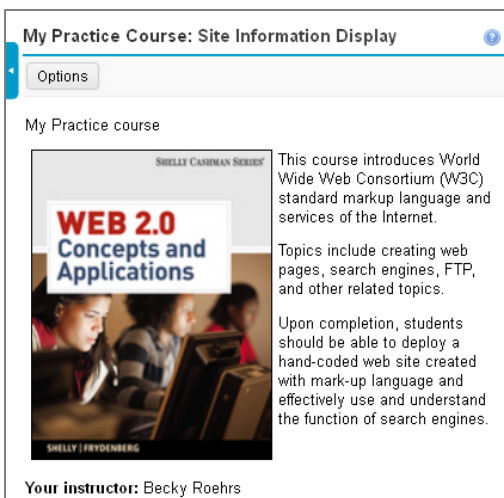 My Practice Course: Site Information Display
Options
My Practice course
SHELLY CASHMAN SERIES®
WEB 2.0
Concepts and
Applications
SHELLY | FRYDENBERG
This course introduces World
Wide Web Consortium (W3C)
standard markup language and
services of the Internet.
Topics include creating web
pages, search engines, FTP,
and other related topics.
Upon completion, students
should be able to deploy a
hand-coded web site created
with mark-up language and
effectively use and understand
the function of search engines.
Your instructor: Becky Roehrs